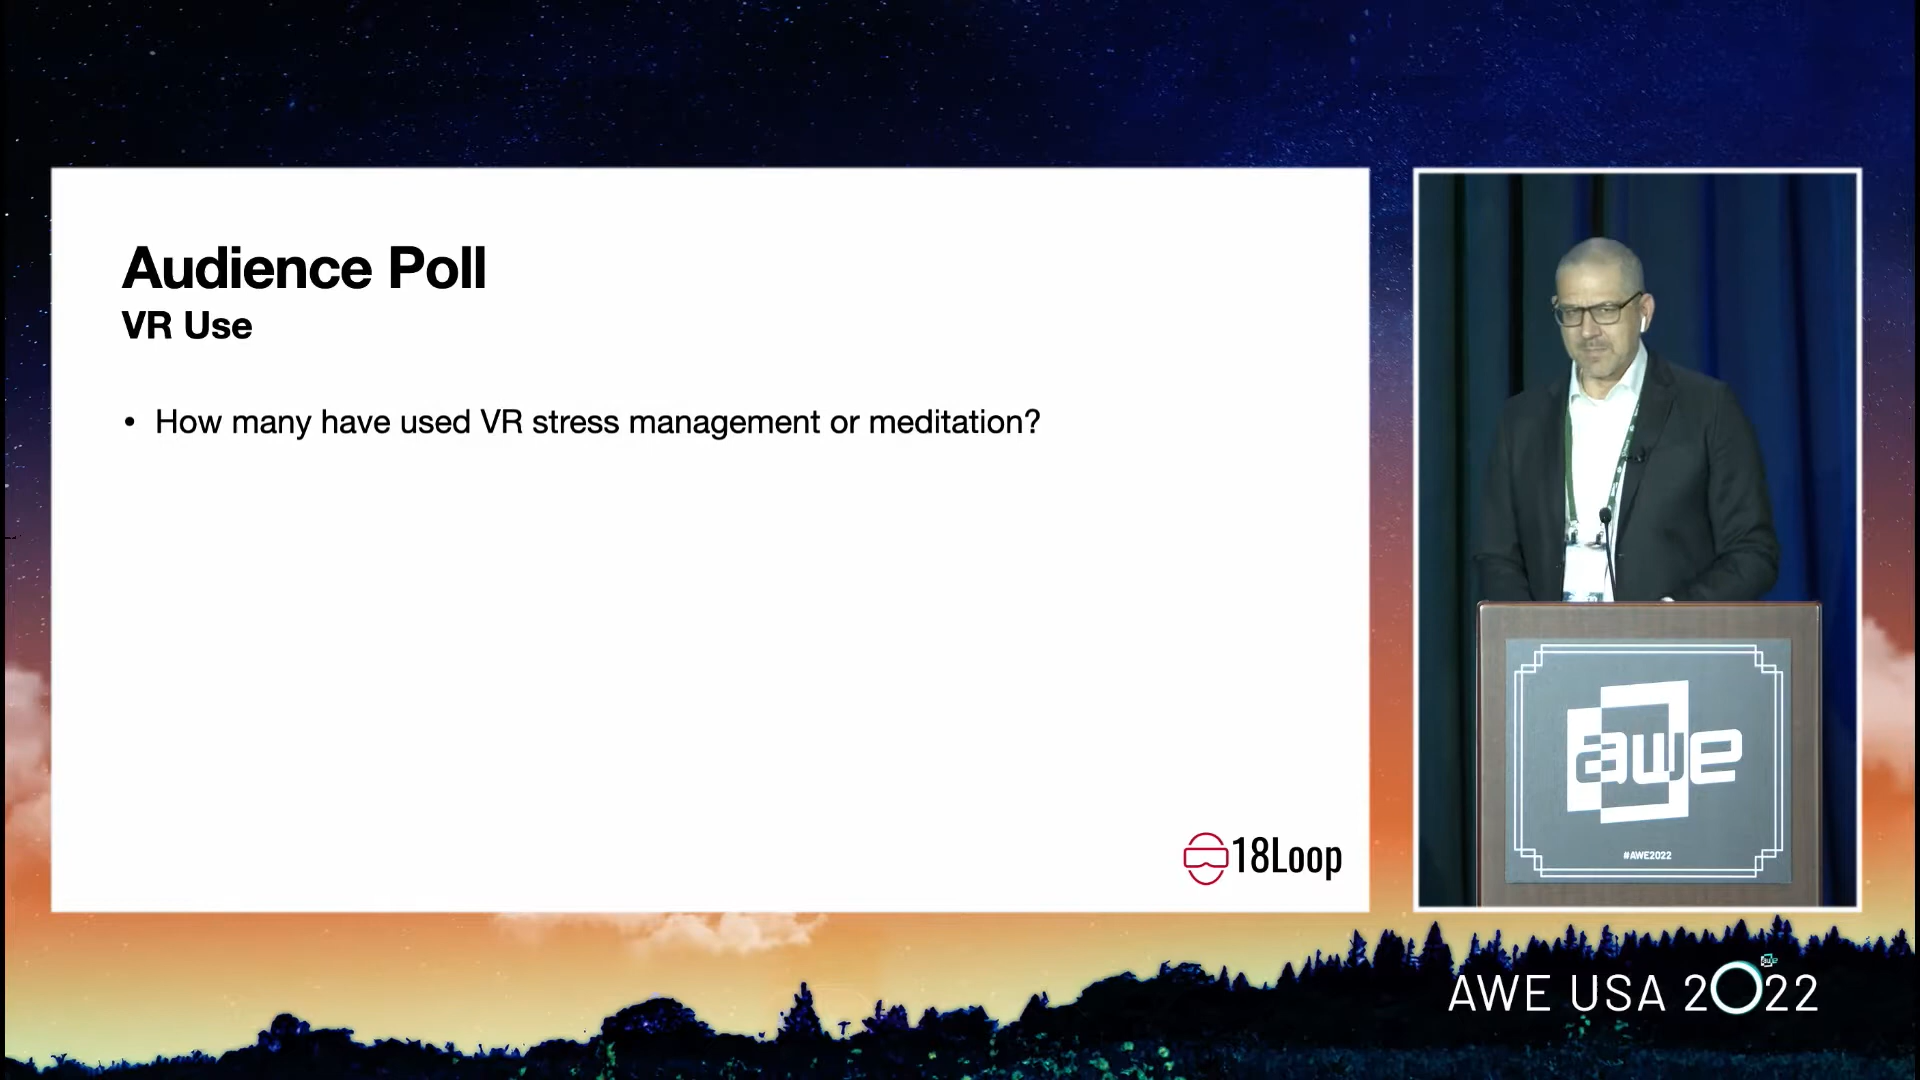 Audience Poll
VR Use
• How many have used VR stress management or meditation?
18Loop
awe
#AWE2022
AWE USA 2022